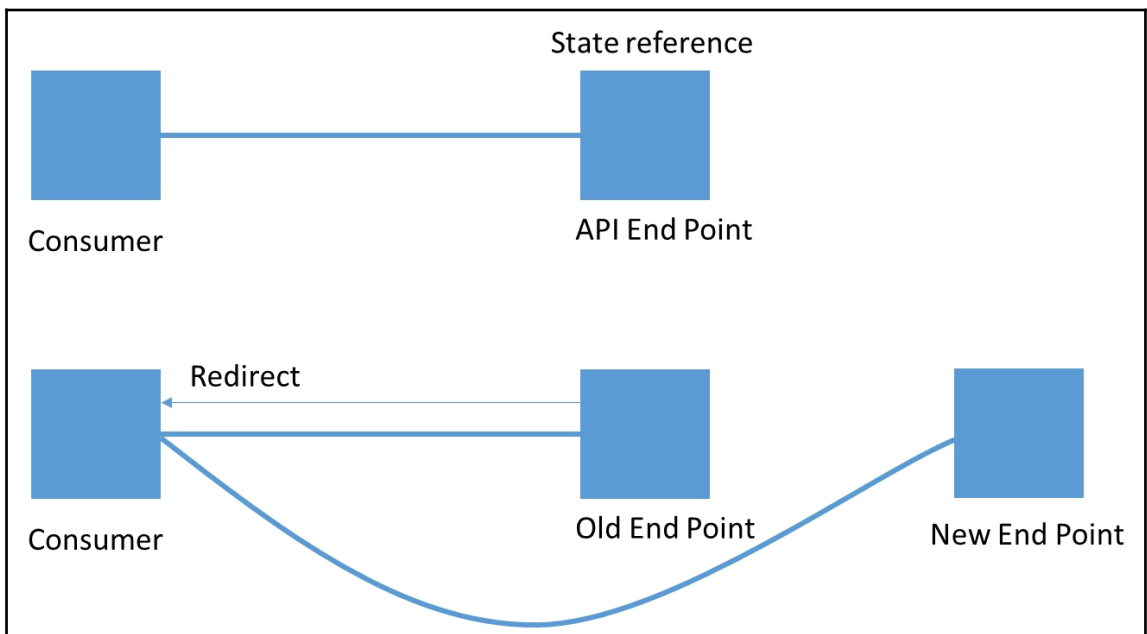 State reference
Consumer
API End Point
Redirect
Consumer
Old End Point
New End Point